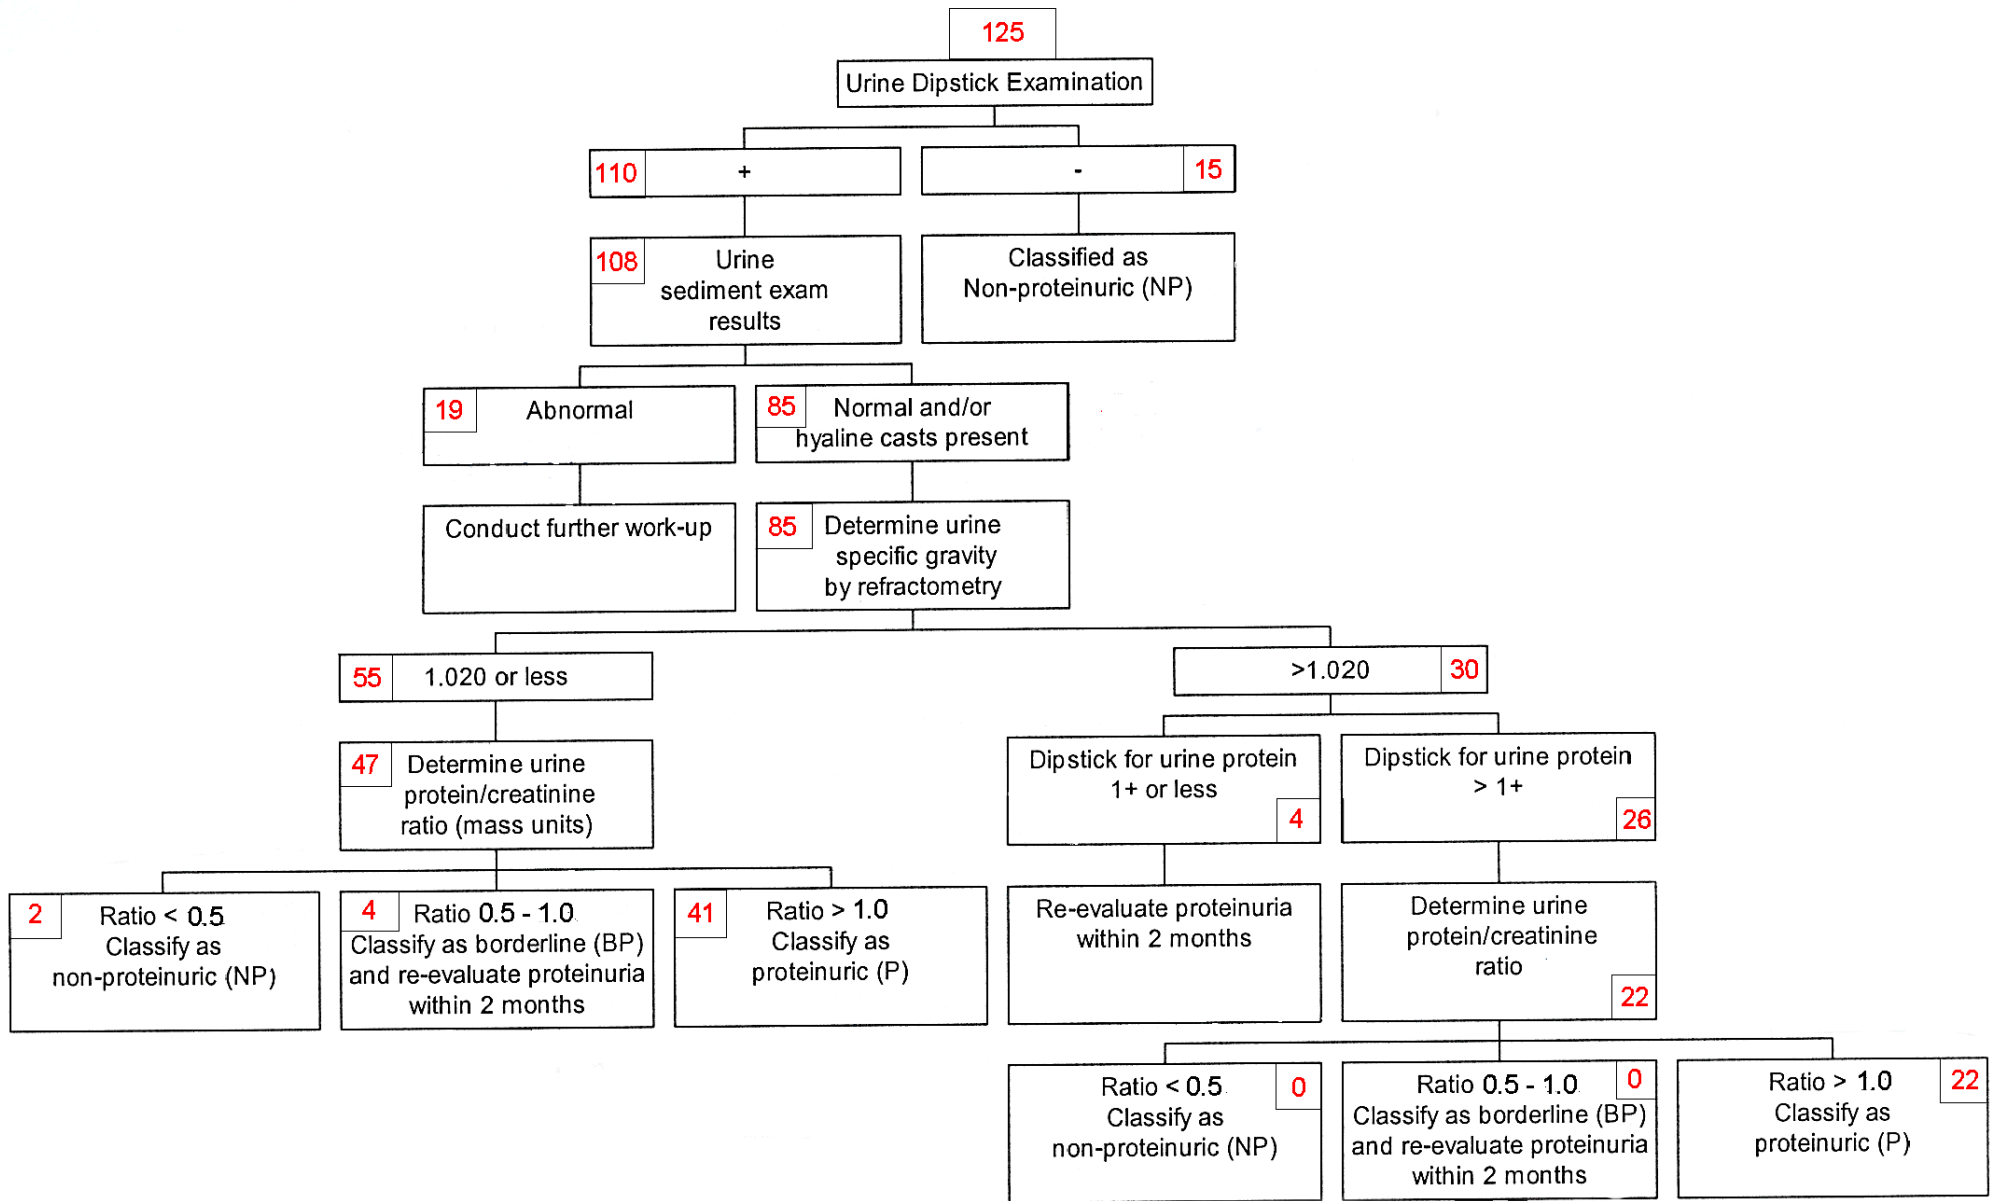 125
Urine Dipstick Examination
110
+
-
15
108
Urine
sediment exam
results
Classified as
Non-proteinuric (NP)
19
Abnormal
85
Normal and/or
hyaline casts present
Conduct further work-up
85
Determine urine
specific gravity
by refractometry
55
1.020 or less
>1.020
30
47
Determine urine
protein/creatinine
ratio (mass units)
Dipstick for urine protein
1+ or less
4
Dipstick for urine protein
> 1+
26
2
Ratio < 0.5
Classify as
non-proteinuric (NP)
4
Ratio 0.5 - 1.0
Classify as borderline (BP)
and re-evaluate proteinuria
within 2 months
41
Ratio > 1.0
Classify as
proteinuric (P)
Re-evaluate proteinuria
within 2 months
Determine urine
protein/creatinine
ratio
22
Ratio < 0.5
Classify as
non-proteinuric (NP)
0
Ratio 0.5 - 1.0
Classify as borderline (BP)
and re-evaluate proteinuria
within 2 months
0
Ratio > 1.0
Classify as
proteinuric (P)
22